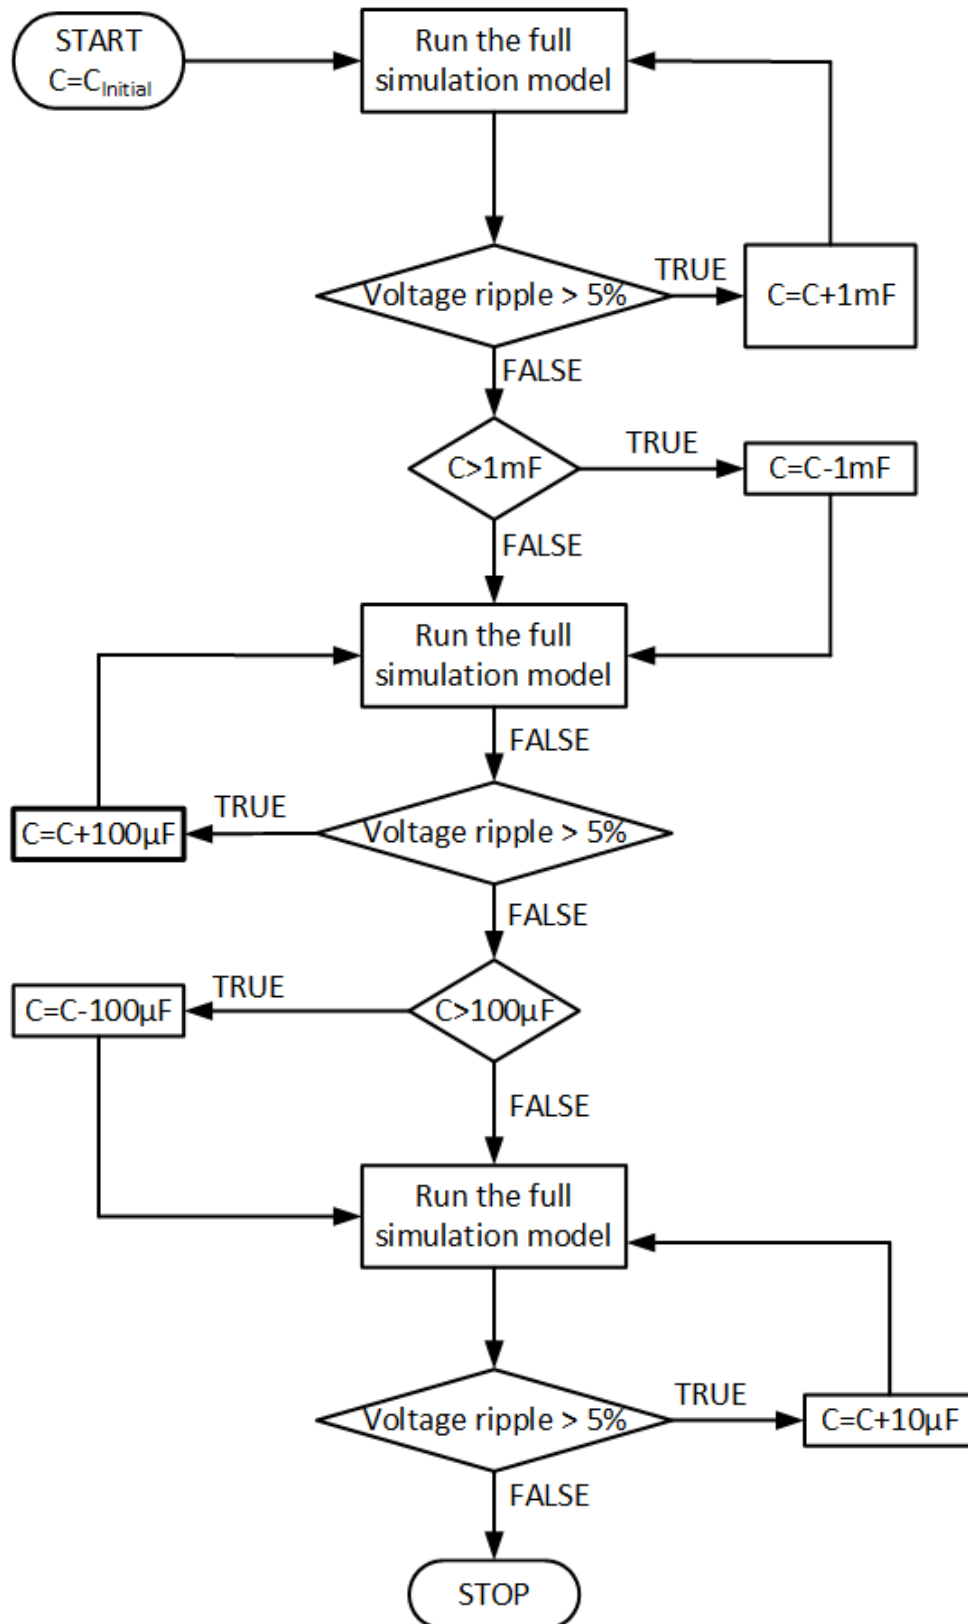 START
C=C_Initial
Run the full
simulation model
Voltage ripple > 5%
TRUE
C=C+1mF
FALSE
C>1mF
TRUE
C=C-1mF
FALSE
Run the full
simulation model
FALSE
Voltage ripple > 5%
TRUE
C=C+100µF
FALSE
C>100µF
TRUE
C=C-100µF
FALSE
Run the full
simulation model
Voltage ripple > 5%
TRUE
C=C+10µF
FALSE
STOP